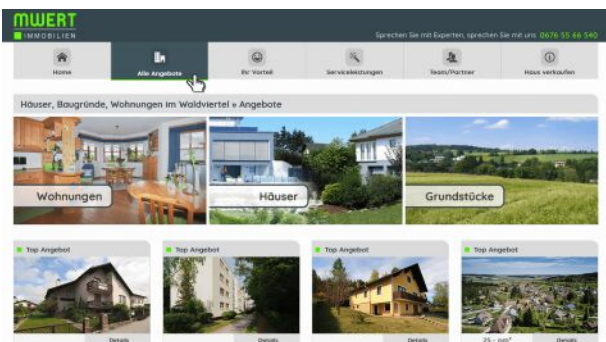 MWERT
IMMOBILIEN
Sprechen Sie mit Experten, sprechen Sie mit uns 0676 55 66 540
Home
Alle Angebote
Ihr Vorteil
Serviceleistungen
Team/Partner
Haus verkaufen
Häuser, Baugründe, Wohnungen im Waldviertel » Angebote
Wohnungen
Häuser
Grundstücke
Top Angebot
Top Angebot
Top Angebot
Top Angebot
Details
Details
Details
Details